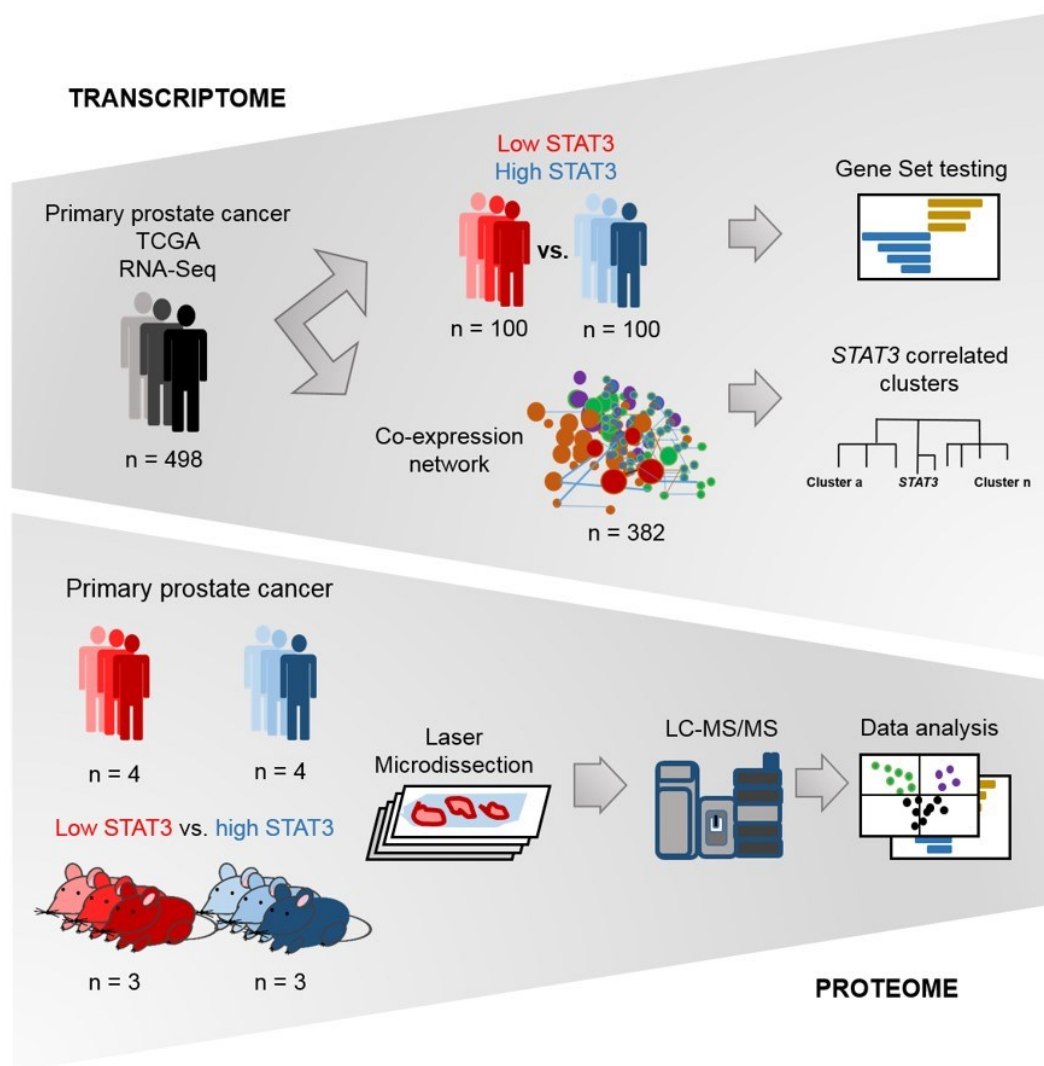 TRANSCRIPTOME
Primary prostate cancer
TCGA
RNA-Seq
n = 498
Low STAT3
High STAT3
vs.
n = 100
n = 100
Gene Set testing
Co-expression
network
n = 382
STAT3 correlated
clusters
Cluster a
STAT3
Cluster n
Primary prostate cancer
n = 4
n = 4
Low STAT3 vs. high STAT3
n = 3
n = 3
Laser
Microdissection
LC-MS/MS
Data analysis
PROTEOME